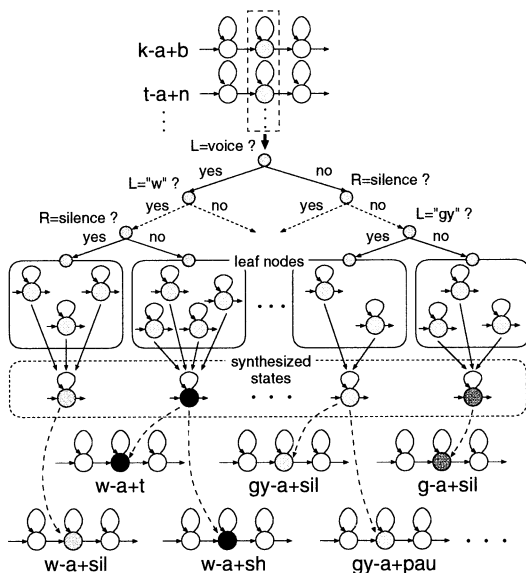 k-a+b
t-a+n
L=voice ?
yes no
L="w" ? R=silence ?
yes no yes no
R=silence ? L="gy" ?
yes no yes no
leaf nodes
synthesized
states
w-a+t gy-a+sil g-a+sil
w-a+sil w-a+sh gy-a+pau